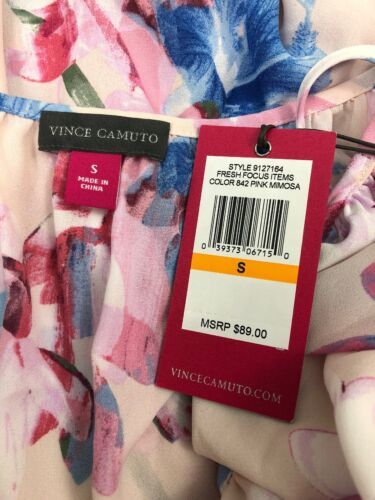 VINCE CAMUTO
S
MADE IN
CHINA
STYLE 9127164
FRESH FOCUS ITEMS
COLOR 842 PINK MIMOSA
0 39373 06715 0
S
MSRP $89.00
VINCECAMUTO.COM